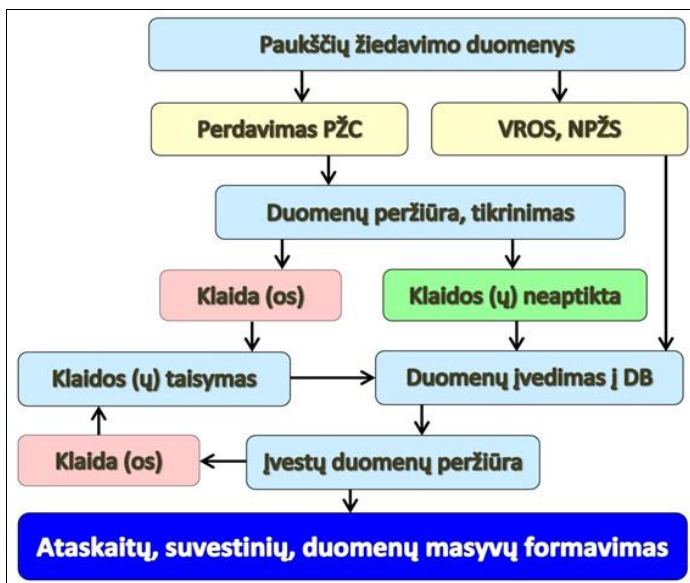 Paukščių žiedavimo duomenys
Perdavimas PŽC
VROS, NPŽS
Duomenų peržiūra, tikrinimas
Klaida (os)
Klaidos (ų) neaptikta
Klaidos (ų) taisymas
Duomenų įvedimas į DB
Klaida (os)
Įvestų duomenų peržiūra
Ataskaitų, suvestinių, duomenų masyvų formavimas